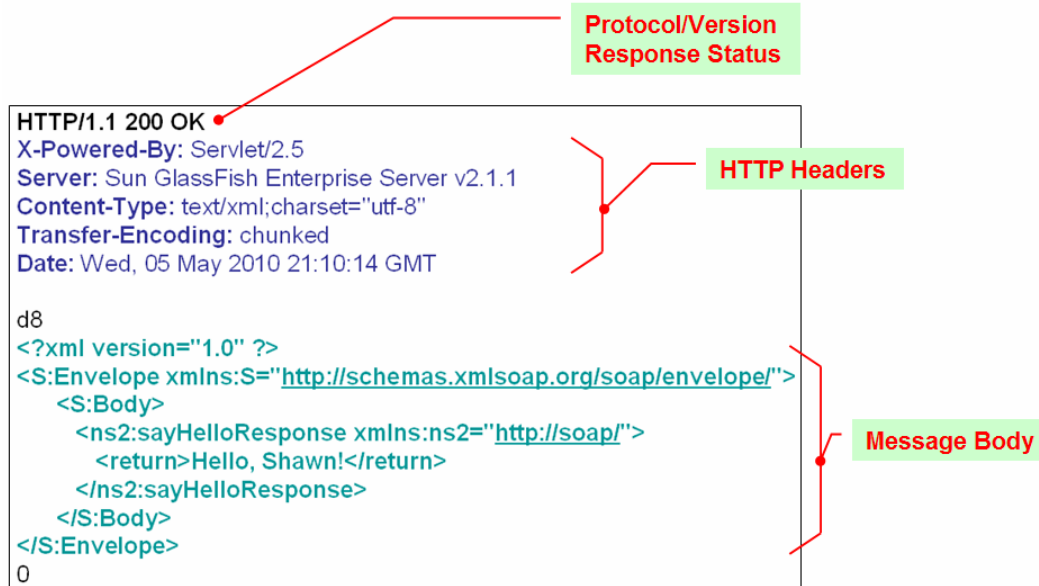 Protocol/Version
Response Status
HTTP/1.1 200 OK
X-Powered-By: Servlet/2.5
Server: Sun GlassFish Enterprise Server v2.1.1
Content-Type: text/xml;charset="utf-8"
Transfer-Encoding: chunked
Date: Wed, 05 May 2010 21:10:14 GMT
HTTP Headers
d8
<?xml version="1.0" ?>
<S:Envelope xmlns:S="http://schemas.xmlsoap.org/soap/envelope/">
<S:Body>
<ns2:sayHelloResponse xmlns:ns2="http://soap/">
<return>Hello, Shawn!</return>
</ns2:sayHelloResponse>
</S:Body>
</S:Envelope>
0
Message Body